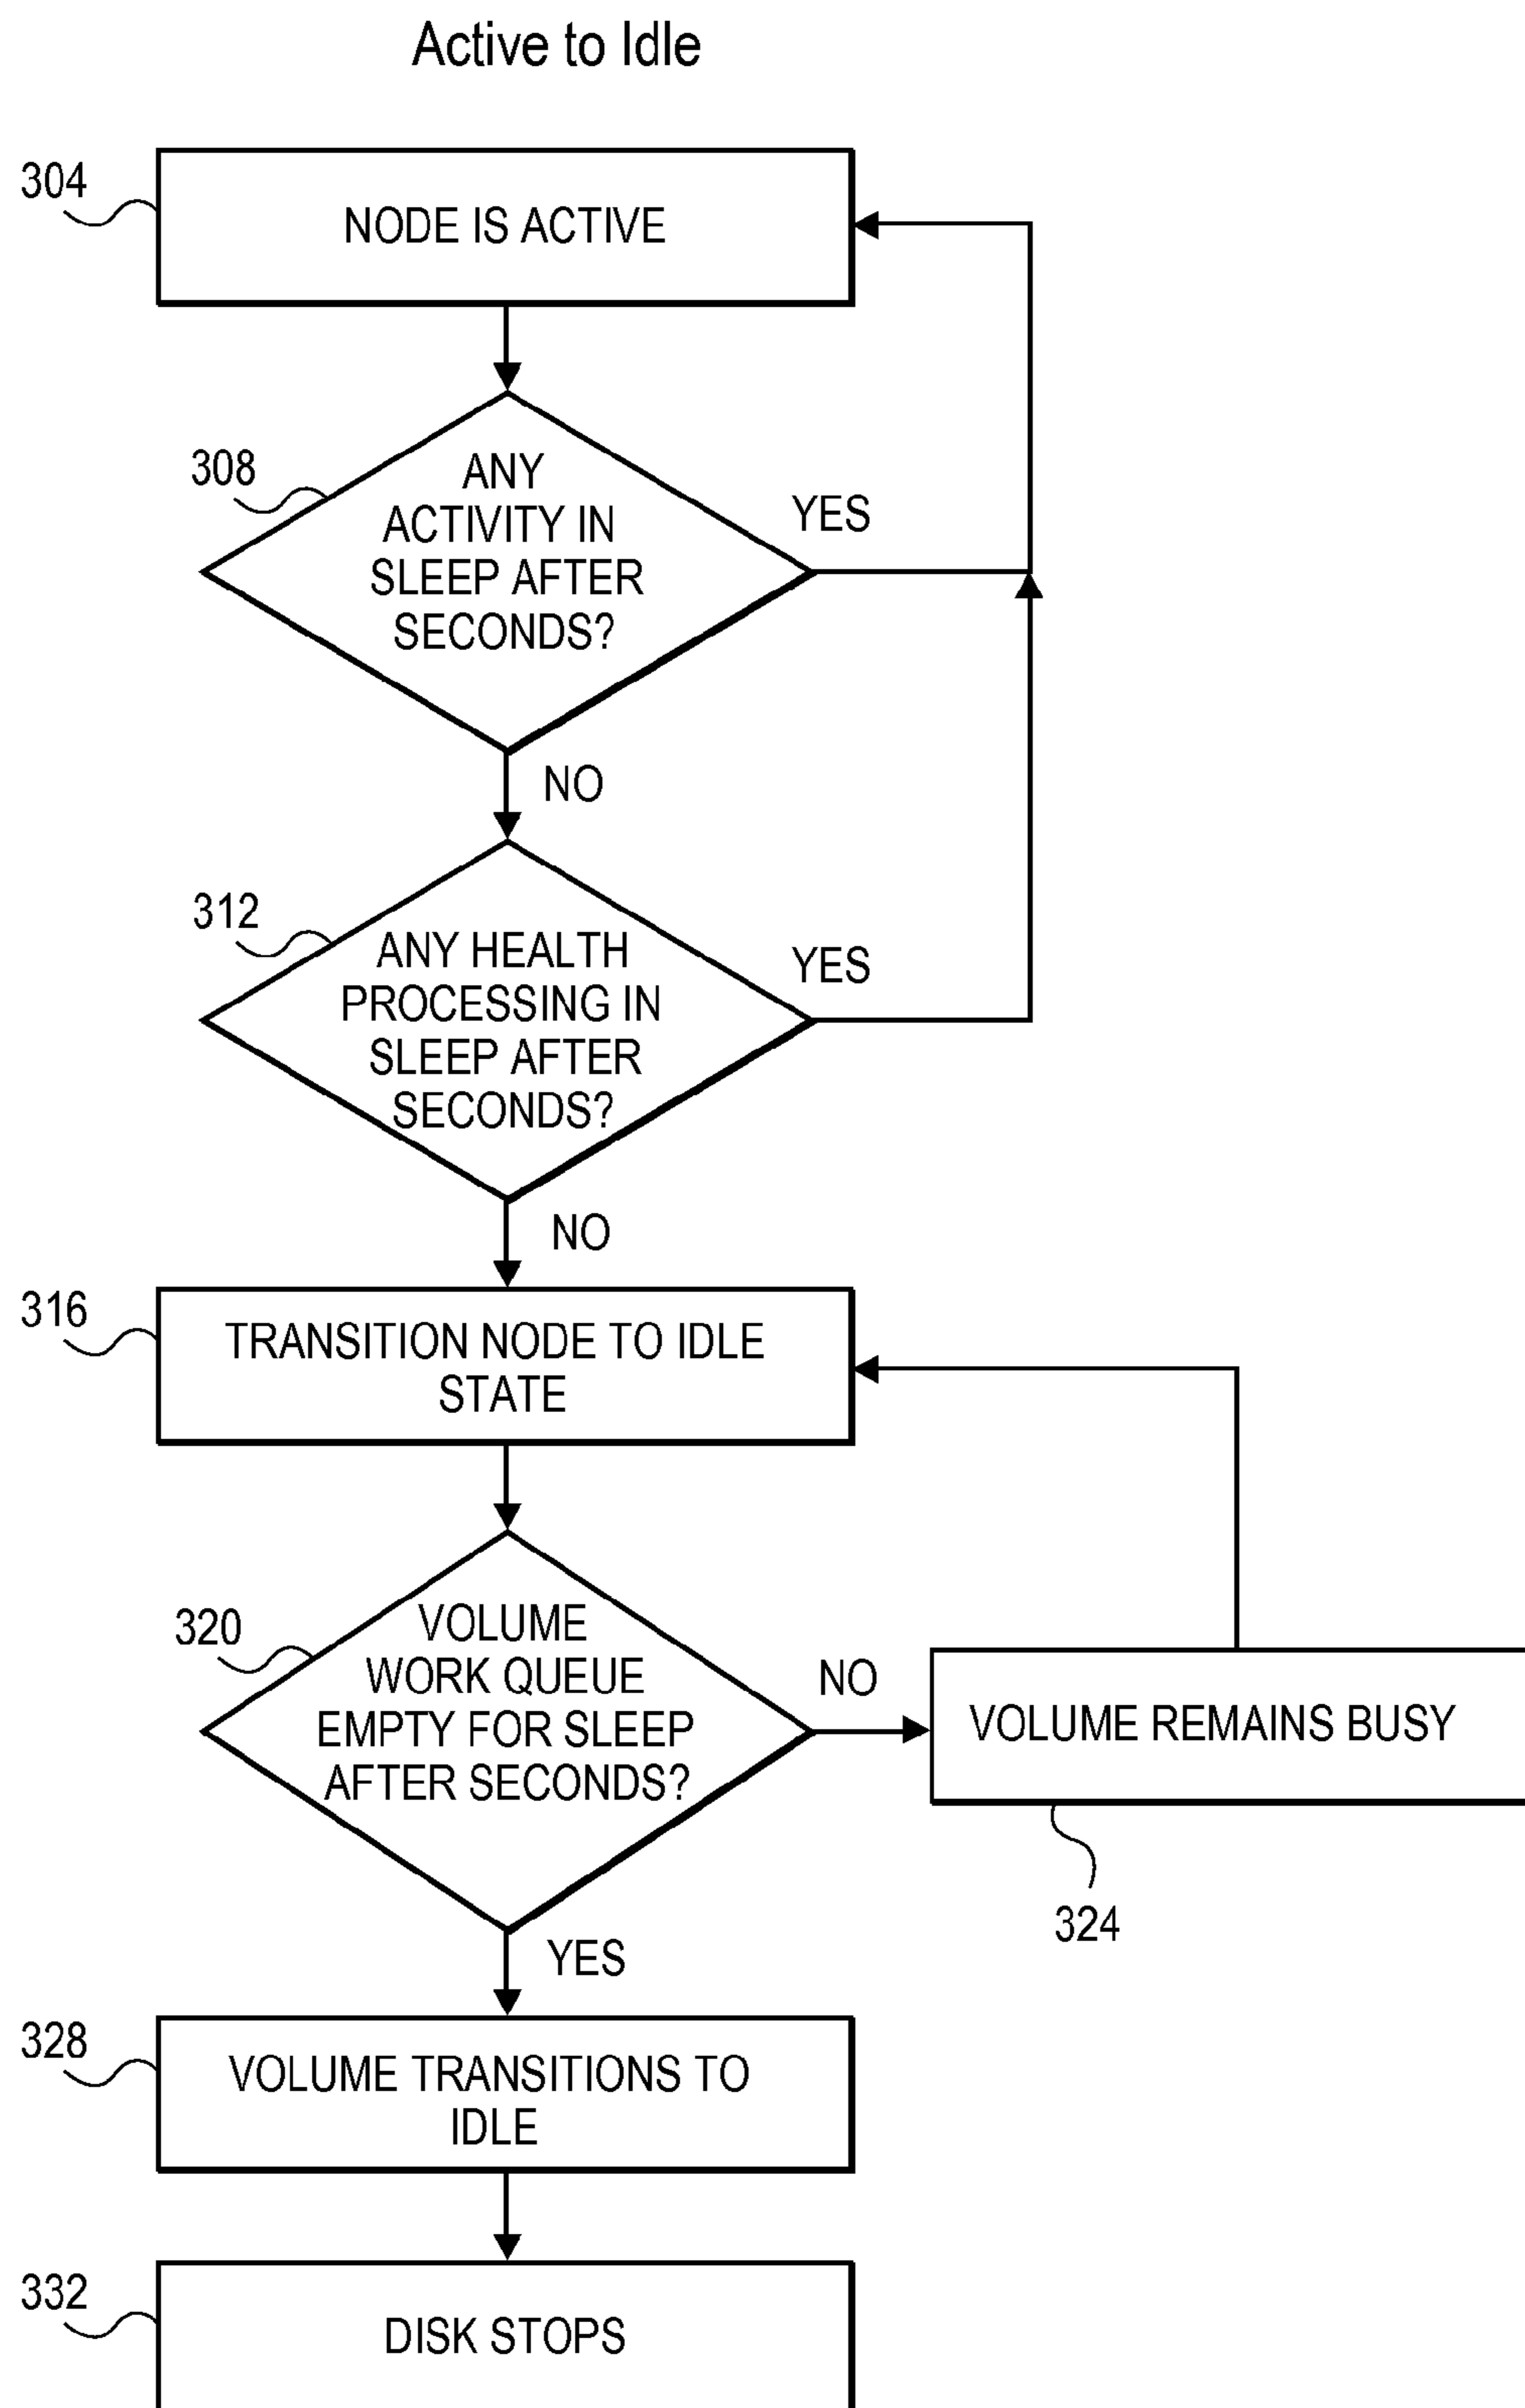 Active to Idle
304
NODE IS ACTIVE
308
ANY
ACTIVITY IN
SLEEP AFTER
SECONDS?
YES
NO
312
ANY HEALTH
PROCESSING IN
SLEEP AFTER
SECONDS?
YES
NO
316
TRANSITION NODE TO IDLE
STATE
320
VOLUME
WORK QUEUE
EMPTY FOR SLEEP
AFTER SECONDS?
NO
VOLUME REMAINS BUSY
324
YES
328
VOLUME TRANSITIONS TO
IDLE
332
DISK STOPS